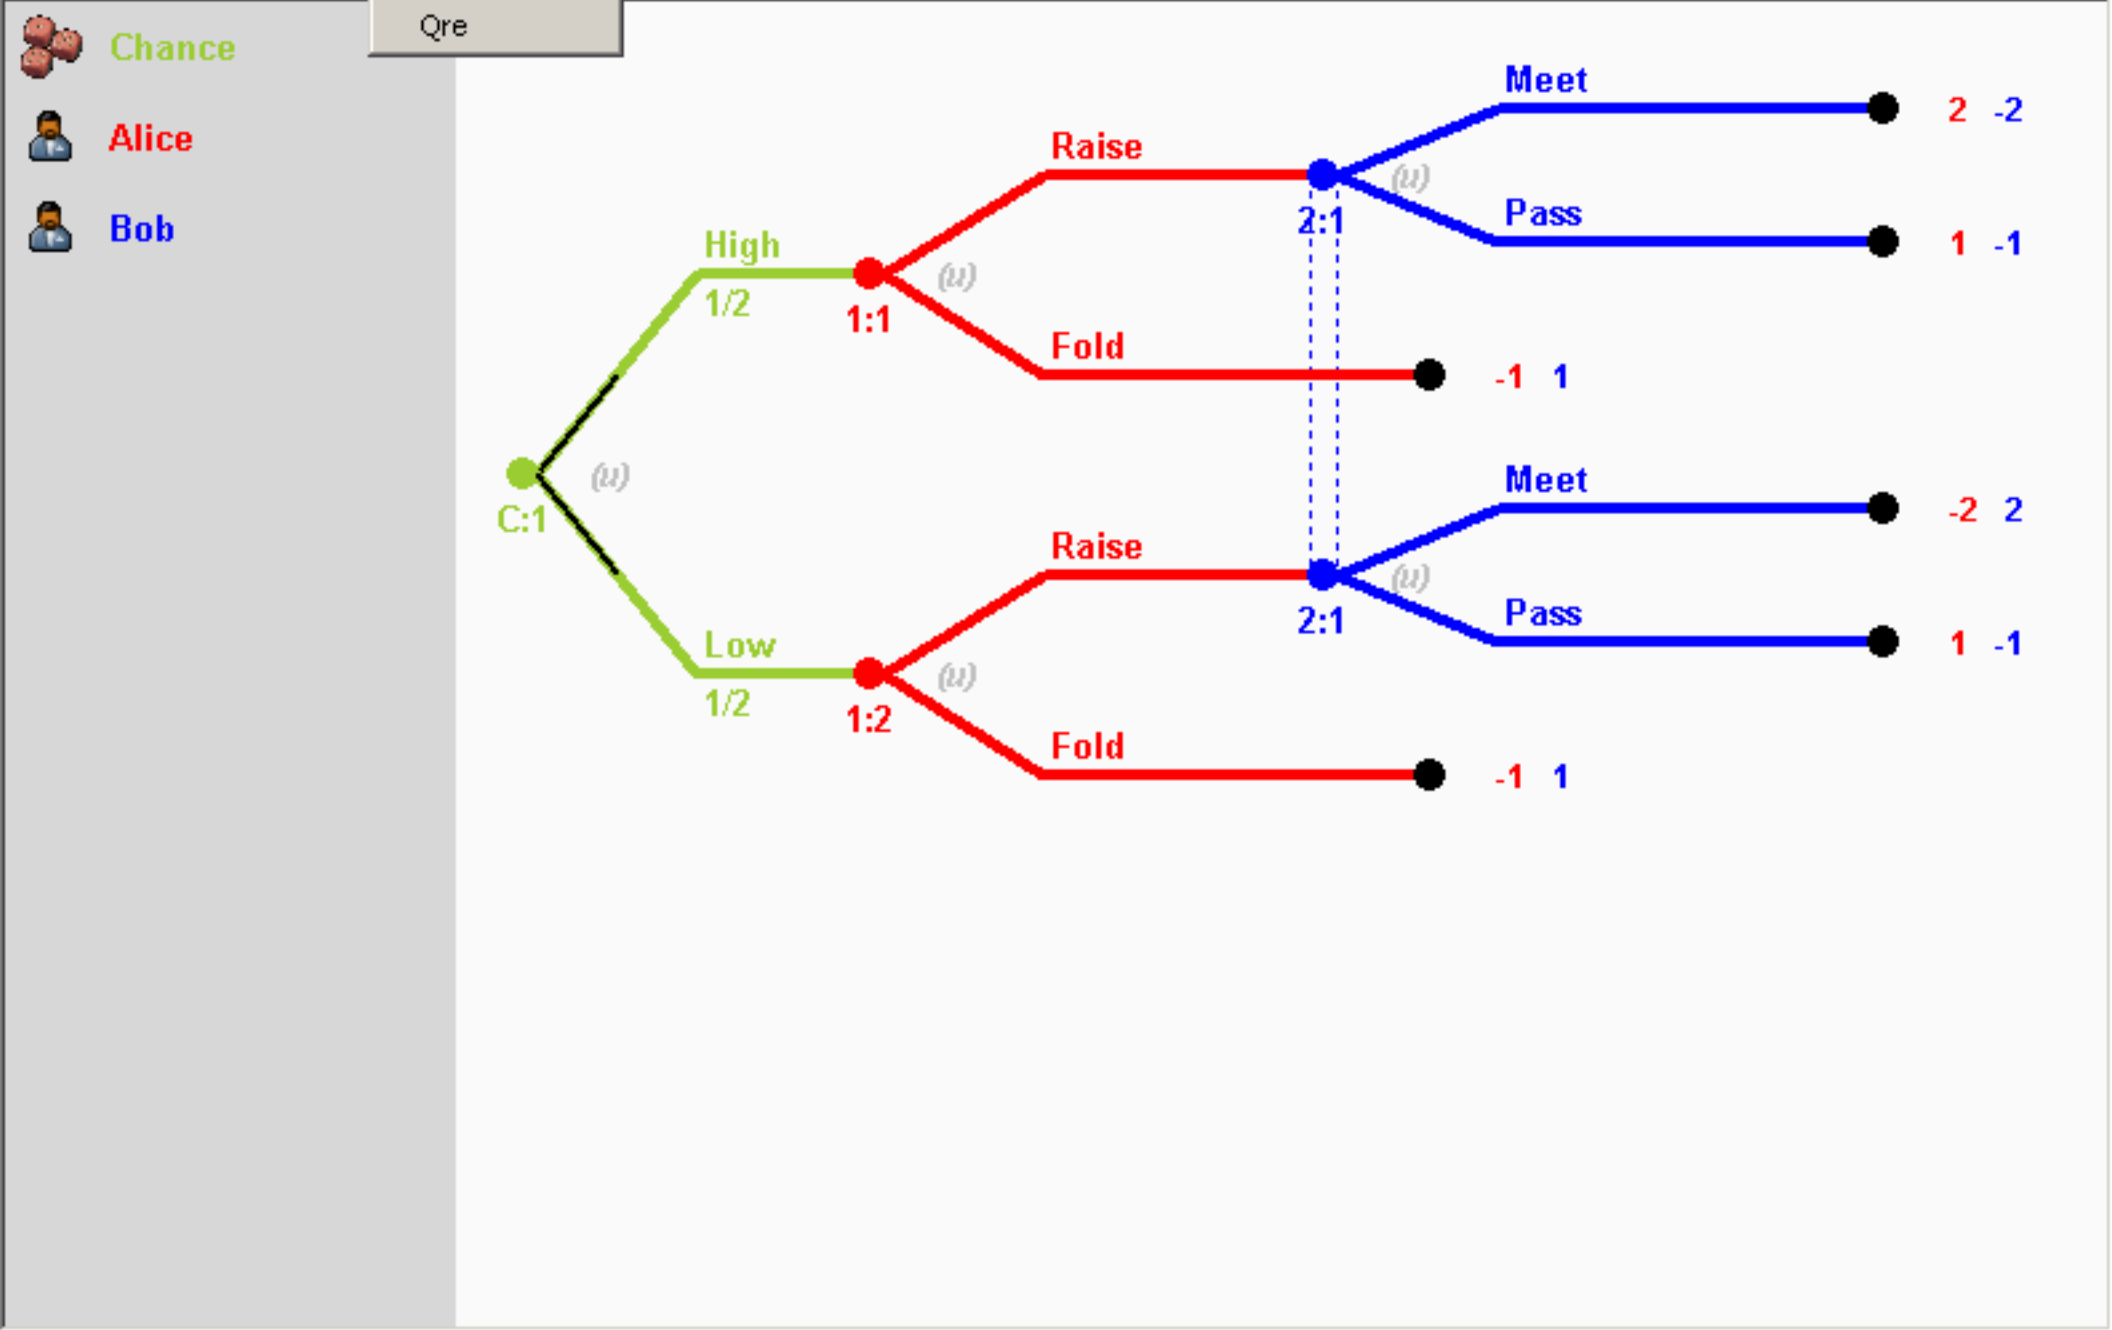 Qre
Chance
Alice
Bob
Meet
2 -2
Raise
(u)
2:1
Pass
1 -1
High
1/2
(u)
1:1
Fold
-1 1
(u)
C:1
Meet
-2 2
Raise
(u)
2:1
Pass
1 -1
Low
1/2
(u)
1:2
Fold
-1 1